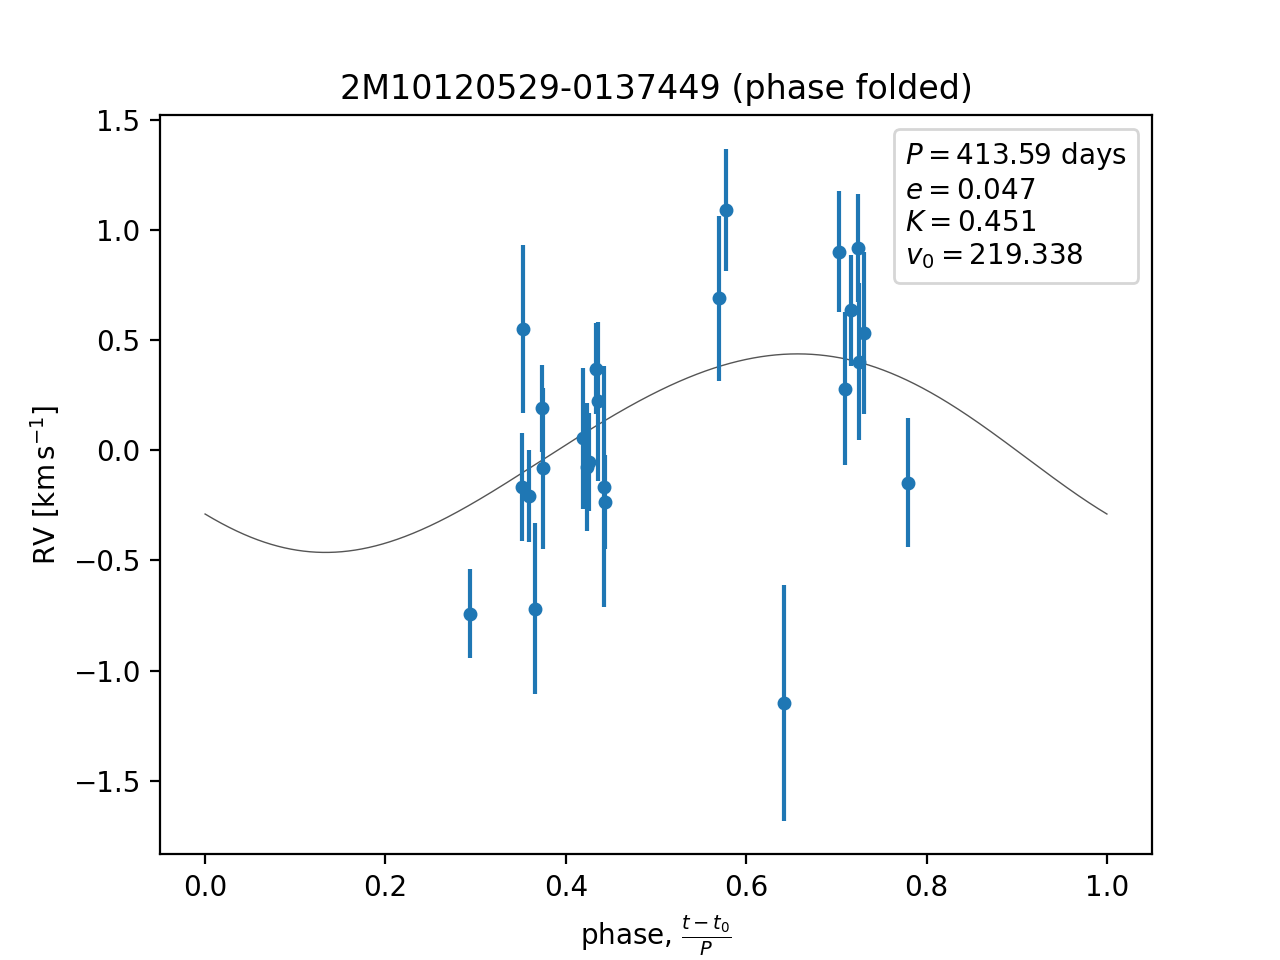 2M10120529-0137449 (phase folded)
P = 413.59 days
e = 0.047
K = 0.451
v₀ = 219.338
1.5
1.0
0.5
0.0
−0.5
−1.0
−1.5
RV [km s⁻¹]
0.0 0.2 0.4 0.6 0.8 1.0
phase, (t − t₀)/P